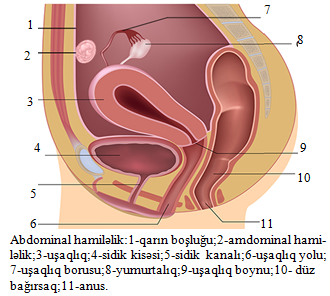 1
7
8
2
3
4
9
10
5
6
11
Abdominal hamiləlik:1-qarın boşluğu;2-amdominal hami-
ləlik;3-uşaqlıq;4-sidik kisəsi;5-sidik kanalı;6-uşaqlıq yolu;
7-uşaqlıq borusu;8-yumurtalıq;9-uşaqlıq boynu;10- düz
bağırsaq;11-anus.